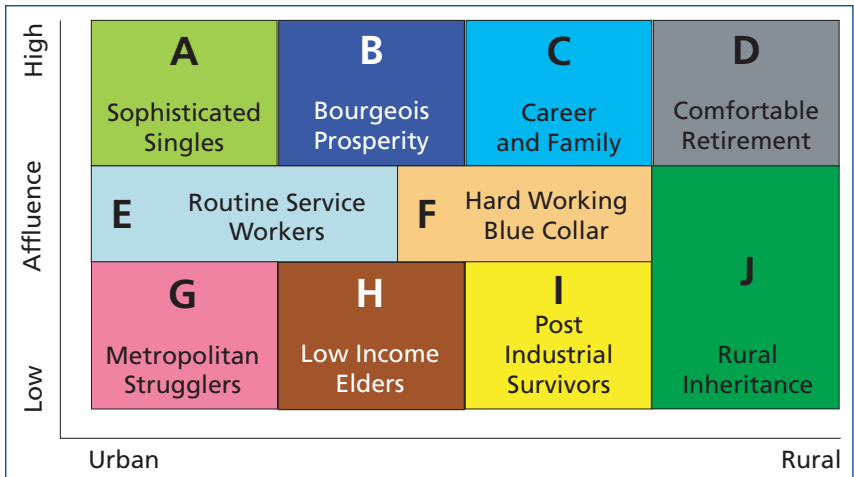 High
Affluence
Low
A
Sophisticated
Singles
B
Bourgeois
Prosperity
C
Career
and Family
D
Comfortable
Retirement
E
Routine Service
Workers
F
Hard Working
Blue Collar
G
Metropolitan
Strugglers
H
Low Income
Elders
I
Post
Industrial
Survivors
J
Rural
Inheritance
Urban
Rural